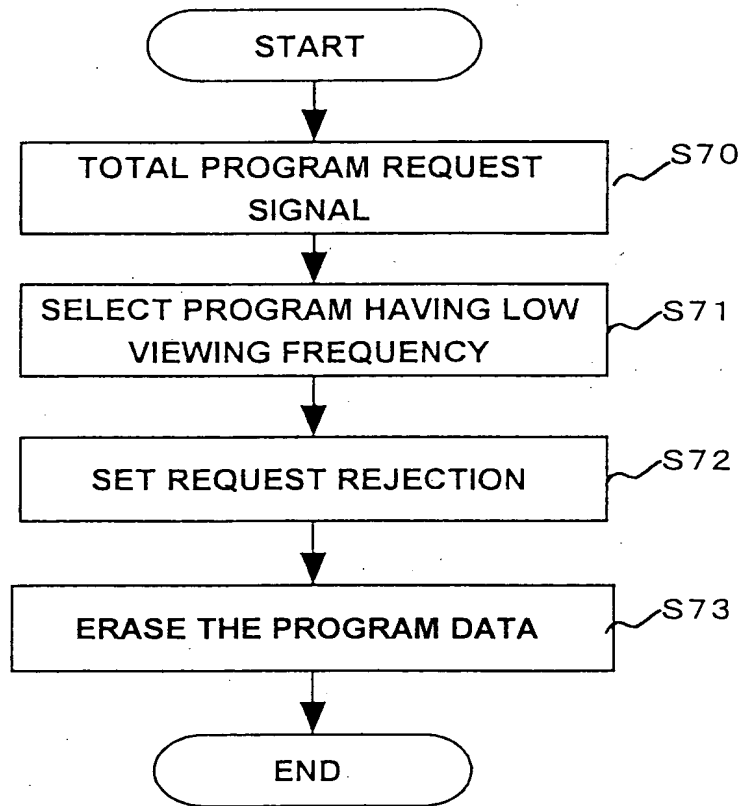 START
TOTAL PROGRAM REQUEST
SIGNAL
S70
SELECT PROGRAM HAVING LOW
VIEWING FREQUENCY
S71
SET REQUEST REJECTION
S72
ERASE THE PROGRAM DATA
S73
END